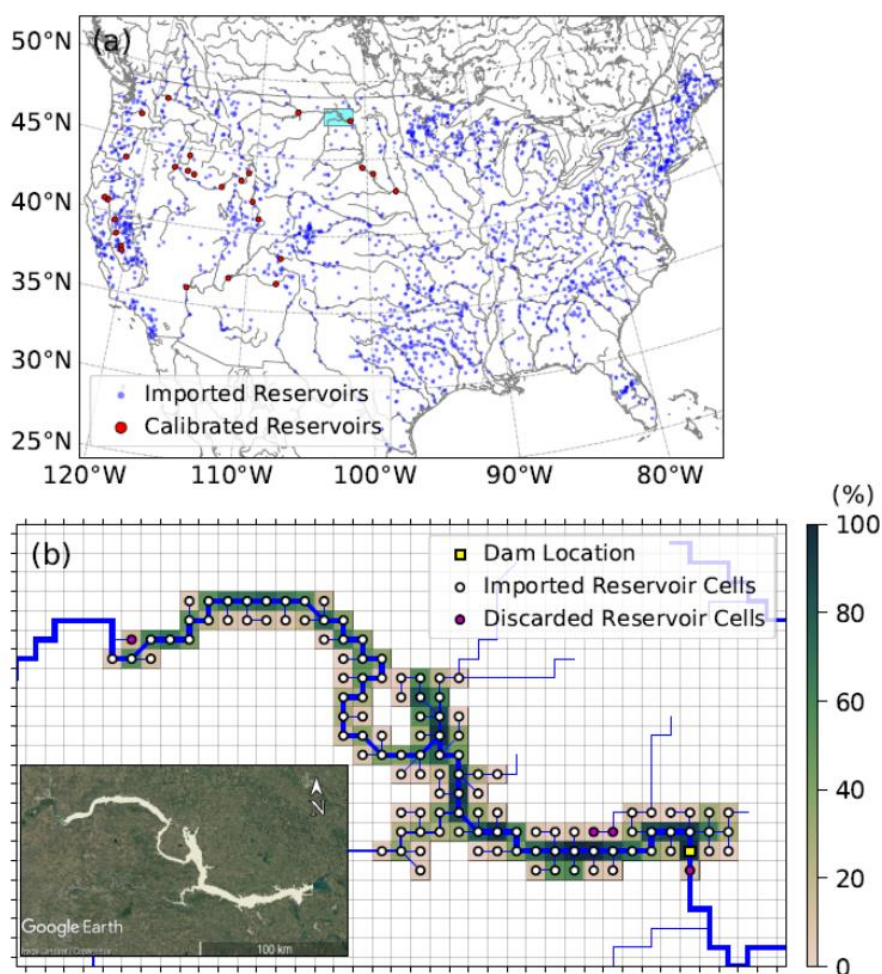 (a)
50°N
45°N
40°N
35°N
30°N
25°N
Imported Reservoirs
Calibrated Reservoirs
120°W 110°W 100°W 90°W 80°W
(%)
(b)
Dam Location
Imported Reservoir Cells
Discarded Reservoir Cells
100
80
60
40
20
0
N
Google Earth
100 km